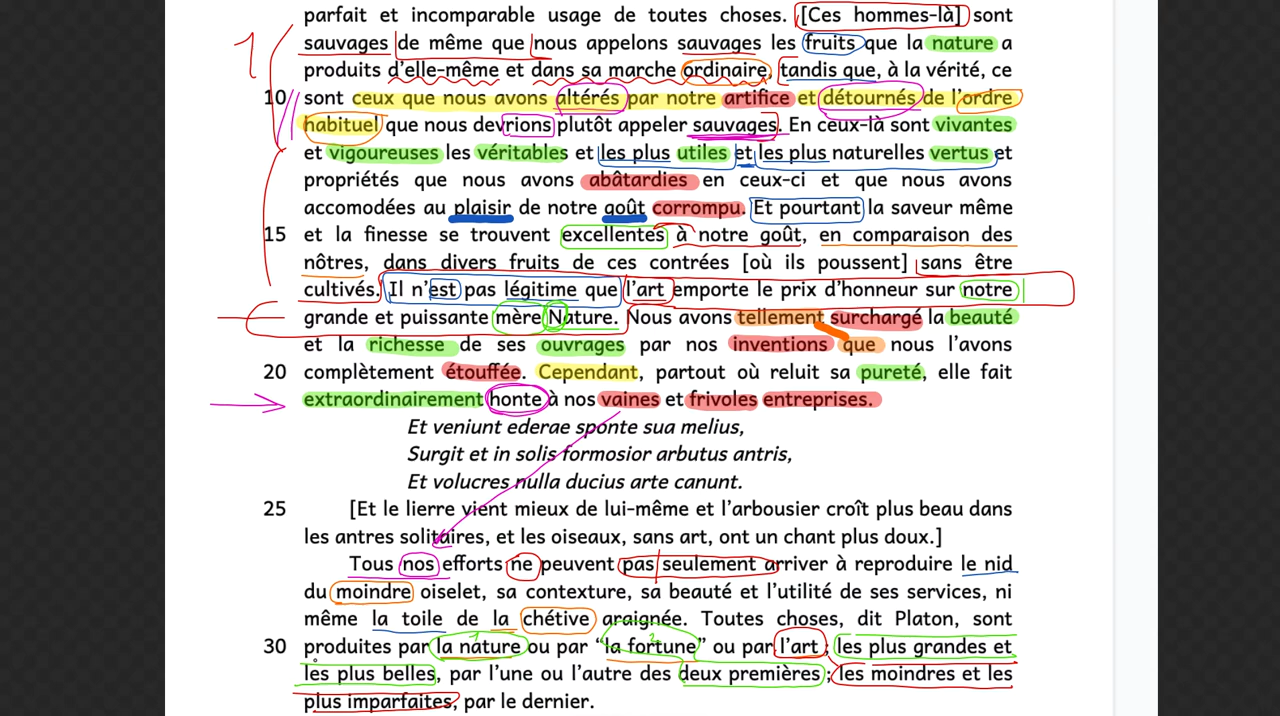 parfait et incomparable usage de toutes choses. [Ces hommes-là] sont
1
sauvages de même que nous appelons sauvages les fruits que la nature a
produits d'elle-même et dans sa marche ordinaire, tandis que, à la vérité, ce
10 sont ceux que nous avons altérés par notre artifice et détournés de l'ordre
habituel que nous devrions plutôt appeler sauvages. En ceux-là sont vivantes
et vigoureuses les véritables et les plus utiles et les plus naturelles vertus et
propriétés que nous avons abâtardies en ceux-ci et que nous avons
accomodées au plaisir de notre goût corrompu. Et pourtant la saveur même
15 et la finesse se trouvent excellentes à notre goût, en comparaison des
nôtres, dans divers fruits de ces contrées [où ils poussent] sans être
cultivés. Il n'est pas légitime que l'art emporte le prix d'honneur sur notre
grande et puissante mère Nature. Nous avons tellement surchargé la beauté
et la richesse de ses ouvrages par nos inventions que nous l'avons
20 complètement étouffée. Cependant, partout où reluit sa pureté, elle fait
extraordinairement honte à nos vaines et frivoles entreprises.
Et veniunt ederae sponte sua melius,
Surgit et in solis formosior arbutus antris,
Et volucres nulla ducius arte canunt.
25 [Et le lierre vient mieux de lui-même et l'arbousier croît plus beau dans
les antres solitaires, et les oiseaux, sans art, ont un chant plus doux.]
Tous nos efforts ne peuvent pas seulement arriver à reproduire le nid
du moindre oiselet, sa contexture, sa beauté et l'utilité de ses services, ni
même la toile de la chétive araignée. Toutes choses, dit Platon, sont
1 2
30 produites par la nature ou par "la fortune" ou par l'art ; les plus grandes et
les plus belles, par l'une ou l'autre des deux premières ; les moindres et les
plus imparfaites, par le dernier.